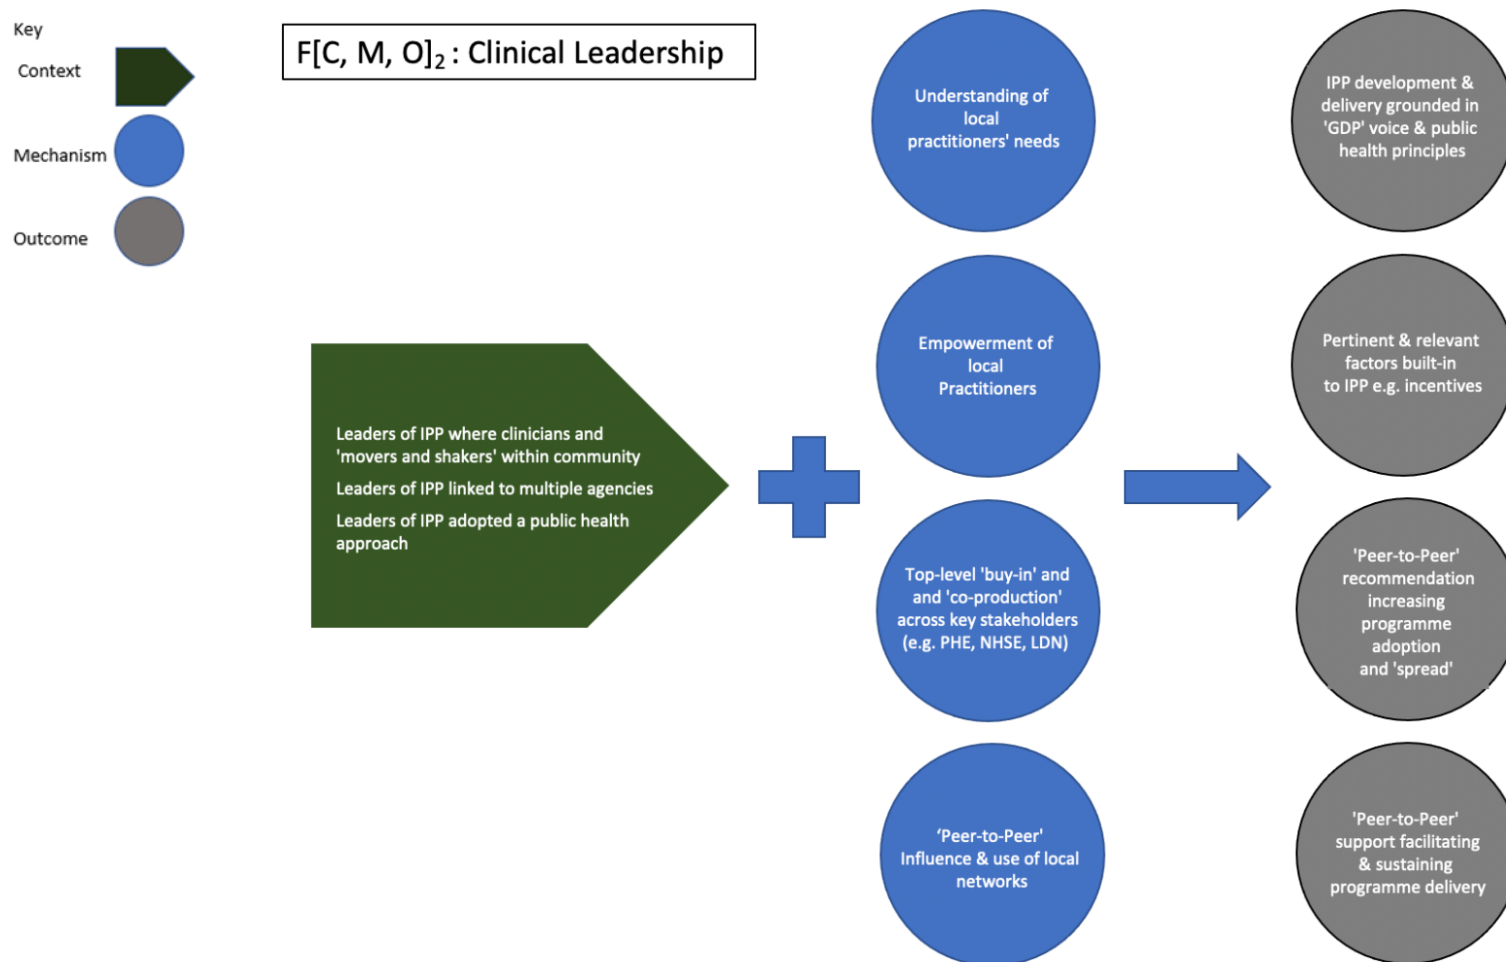 Key
Context
Mechanism
Outcome
F[C, M, O]₂ : Clinical Leadership
Leaders of IPP where clinicians and
'movers and shakers' within community
Leaders of IPP linked to multiple agencies
Leaders of IPP adopted a public health
approach
Understanding of
local
practitioners' needs
Empowerment of
local
Practitioners
Top-level 'buy-in' and
and 'co-production'
across key stakeholders
(e.g. PHE, NHSE, LDN)
‘Peer-to-Peer'
Influence & use of local
networks
IPP development &
delivery grounded in
'GDP' voice & public
health principles
Pertinent & relevant
factors built-in
to IPP e.g. incentives
'Peer-to-Peer'
recommendation
increasing
programme
adoption
and 'spread'
'Peer-to-Peer'
support facilitating
& sustaining
programme delivery